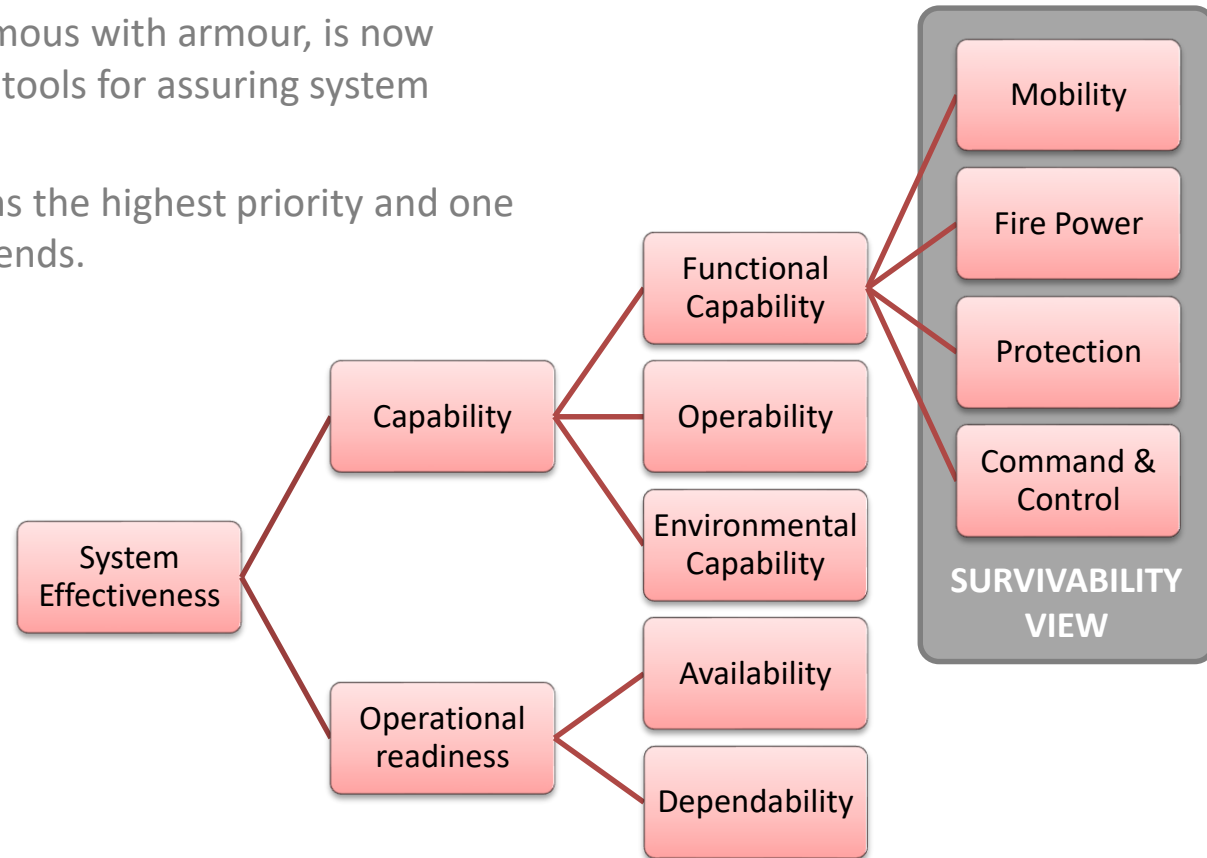 mous with armour, is now
tools for assuring system
the highest priority and one
ends.
Mobility
Fire Power
Functional
Capability
Protection
Capability
Operability
Command &
Control
Environmental
Capability
System
Effectiveness
SURVIVABILITY
VIEW
Availability
Operational
readiness
Dependability